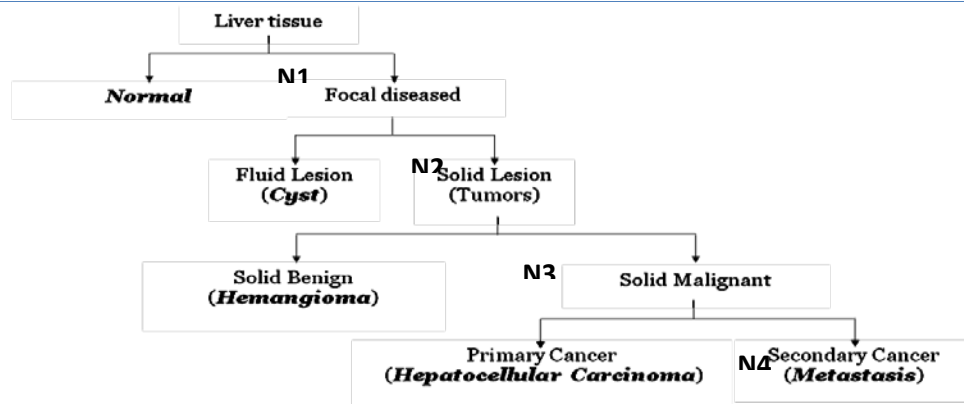 Liver tissue
N1
Normal
Focal diseased
N2
Fluid Lesion
(Cyst)
Solid Lesion
(Tumors)
N3
Solid Benign
(Hemangioma)
Solid Malignant
N4
Primary Cancer
(Hepatocellular Carcinoma)
Secondary Cancer
(Metastasis)